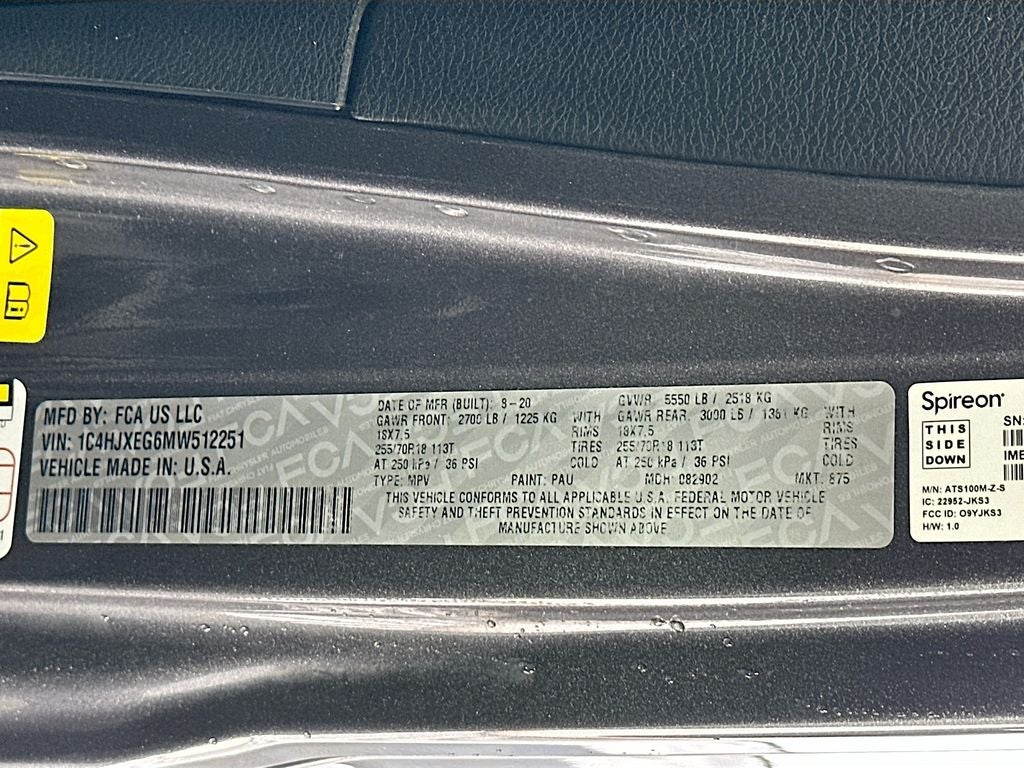 MFD BY: FCA US LLC
VIN: 1C4HJXEG6MW512251
VEHICLE MADE IN: U.S.A.
DATE OF MFR (BUILT): 8-20 GVWR 5550 LB / 2518 KG
GAWR FRONT: 2700 LB / 1225 KG WITH GAWR REAR: 3000 LB / 1361 KG WITH
18X7.5 RIMS 18X7.5 RIMS
255/70R18 113T TIRES 255/70R18 113T TIRES
AT 250 kPa / 36 PSI COLD AT 250 kPa / 36 PSI COLD
TYPE: MPV PAINT: PAU MDH: 082902 MKT: 875
THIS VEHICLE CONFORMS TO ALL APPLICABLE U.S.A. FEDERAL MOTOR VEHICLE
SAFETY AND THEFT PREVENTION STANDARDS IN EFFECT ON THE DATE OF
MANUFACTURE SHOWN ABOVE
Spireon
THIS
SIDE
DOWN
SN:
M/N: ATS100M-Z-S
IC: 22952-JKS3
FCC ID: O9YJKS3
H/W: 1.0